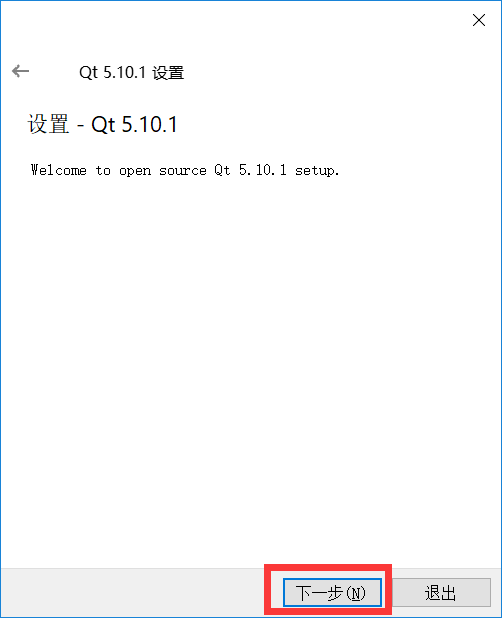 Qt 5.10.1 设置
设置 - Qt 5.10.1
Welcome to open source Qt 5.10.1 setup.
下一步(N)
退出